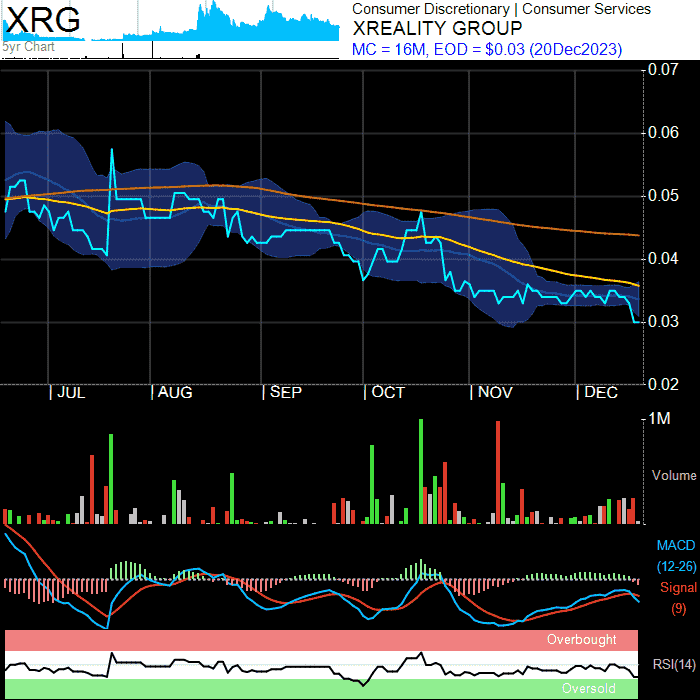 XRG
5yr Chart
Consumer Discretionary | Consumer Services
XREALITY GROUP
MC = 16M, EOD = $0.03 (20Dec2023)
0.07
0.06
0.05
0.04
0.03
0.02
| JUL | AUG | SEP | OCT | NOV | DEC
1M
Volume
MACD
(12-26)
Signal
(9)
Overbought
RSI(14)
Oversold